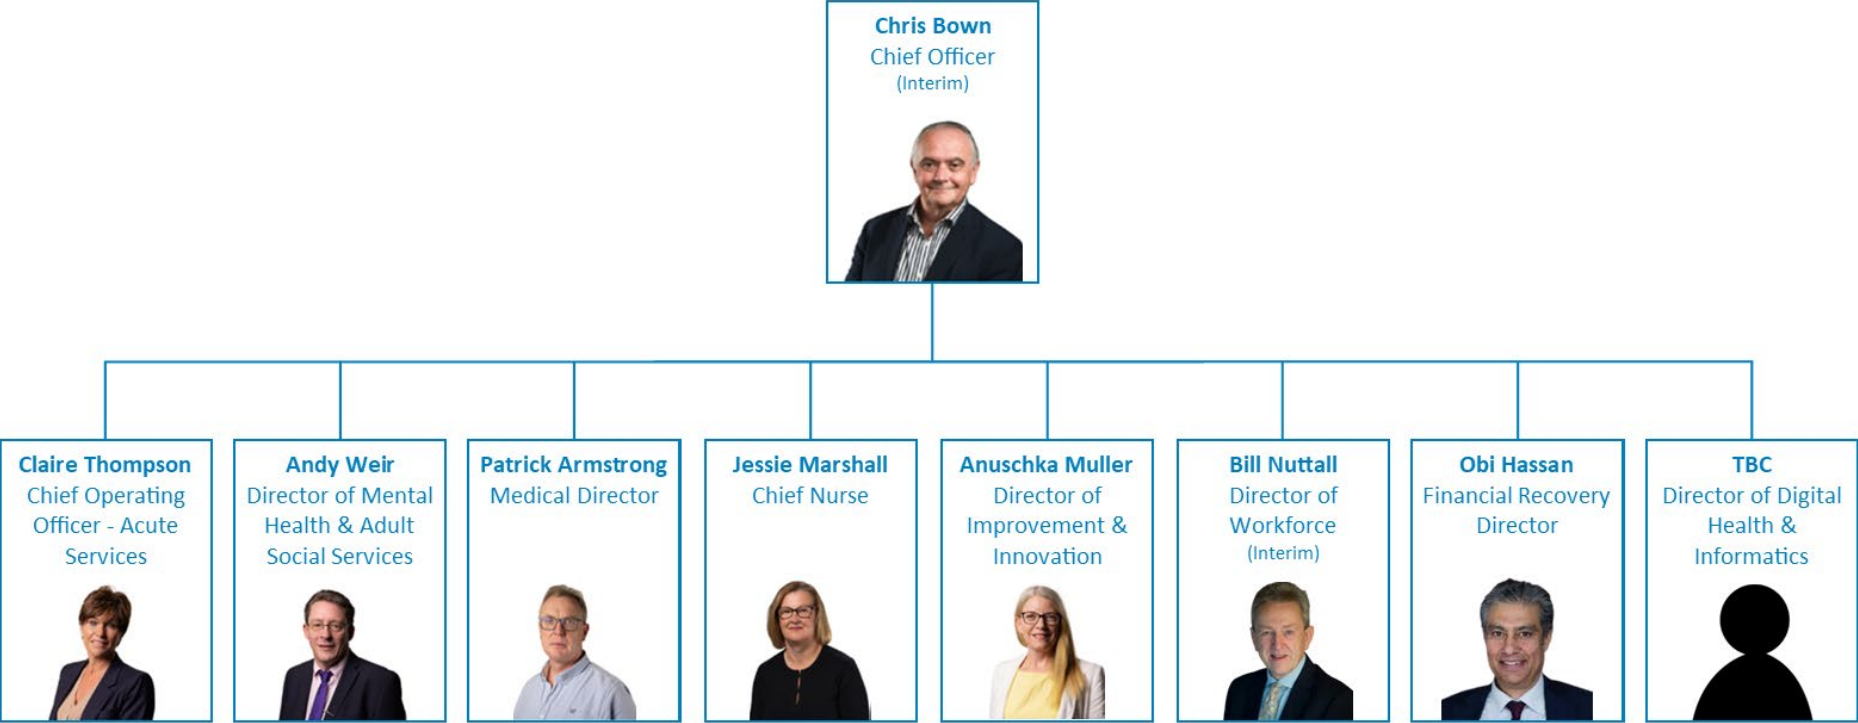 Chris Bown
Chief Officer
(Interim)
Claire Thompson
Chief Operating
Officer - Acute
Services
Andy Weir
Director of Mental
Health & Adult
Social Services
Patrick Armstrong
Medical Director
Jessie Marshall
Chief Nurse
Anuschka Muller
Director of
Improvement &
Innovation
Bill Nuttall
Director of
Workforce
(Interim)
Obi Hassan
Financial Recovery
Director
TBC
Director of Digital
Health &
Informatics